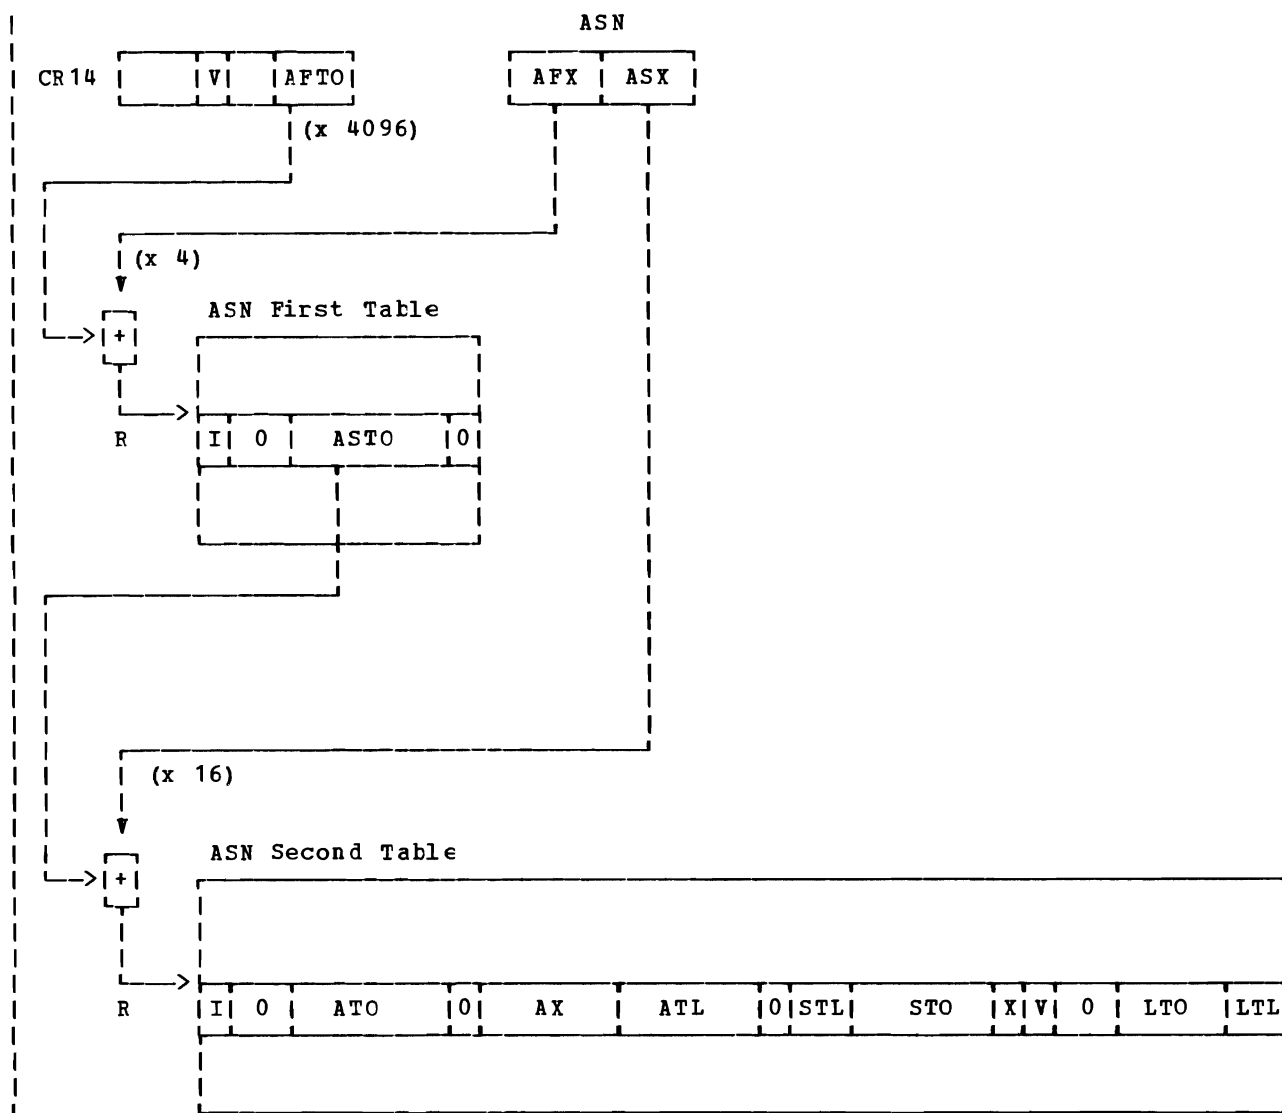 ASN
CR14 V AFTO AFX ASX
(x 4096)
(x 4)
ASN First Table
+
R I 0 ASTO 0
(x 16)
ASN Second Table
+
R I 0 ATO 0 AX ATL 0 STL STO X V 0 LTO LTL